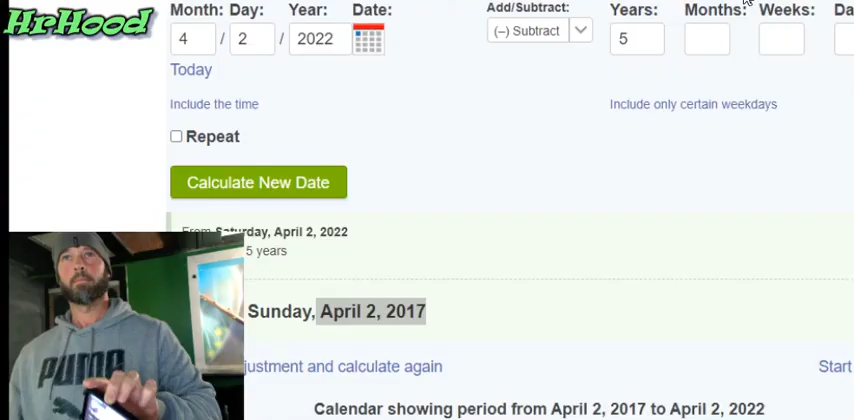 HrHood
Month: Day: Year: Date: Add/Subtract: Years: Months: Weeks:
4 / 2 / 2022 (–) Subtract 5
Today
Include the time Include only certain weekdays
Repeat
Calculate New Date
From Saturday, April 2, 2022
5 years
Sunday, April 2, 2017
justment and calculate again Start
Calendar showing period from April 2, 2017 to April 2, 2022
PUMA